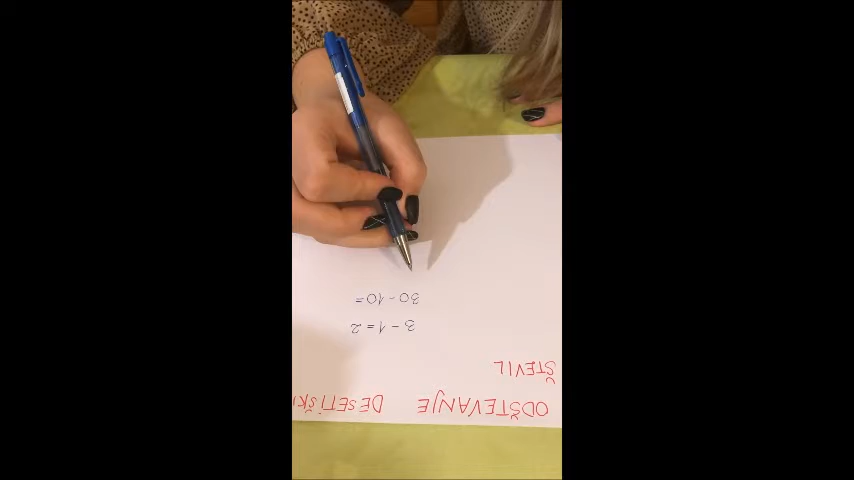 ODŠTEVANJE DESETIŠKI
ŠTEVIL
3 - 1 = 2
30 - 10 =